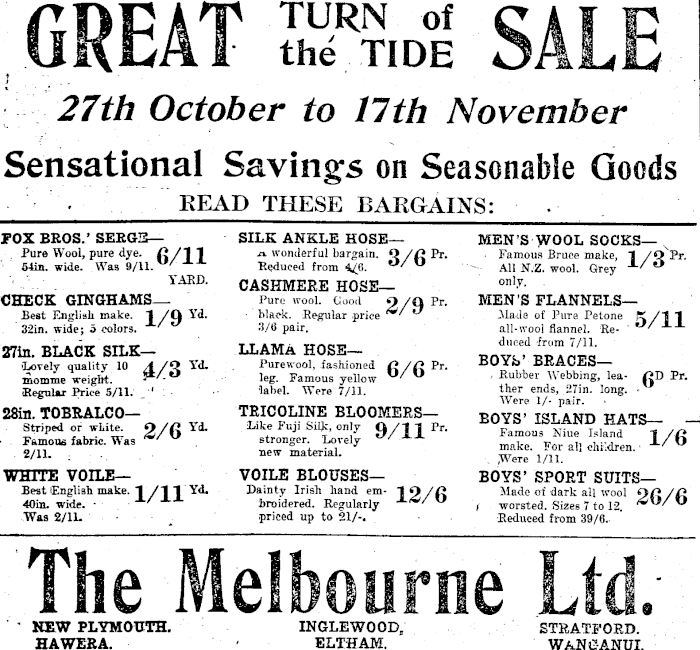 GREAT TURN of the TIDE SALE
27th October to 17th November
Sensational Savings on Seasonable Goods
READ THESE BARGAINS:
FOX BROS.' SERGE—
Pure Wool, pure dye. 6/11
54in. wide. Was 9/11.
YARD.
CHECK GINGHAMS—
Best English make. 1/9 Yd.
32in. wide; 5 colors.
27in. BLACK SILK—
Lovely quality 10 4/3 Yd.
momme weight.
Regular Price 5/11.
28in. TOBRALCO—
Striped or white. 2/6 Yd.
Famous fabric. Was
2/11.
WHITE VOILE—
Best English make. 1/11 Yd.
40in. wide.
Was 2/11.
SILK ANKLE HOSE—
A wonderful bargain. 3/6 Pr.
Reduced from 4/6.
CASHMERE HOSE—
Pure wool. Good 2/9 Pr.
black. Regular price
3/6 pair.
LLAMA HOSE—
Purewool, fashioned 6/6 Pr.
leg. Famous yellow
label. Were 7/11.
TRICOLINE BLOOMERS—
Like Fuji Silk, only 9/11 Pr.
stronger. Lovely
new material.
VOILE BLOUSES—
Dainty Irish hand em- 12/6
broidered. Regularly
priced up to 21/-.
MEN'S WOOL SOCKS—
Famous Bruce make, 1/3 Pr.
All N.Z. wool. Grey
only.
MEN'S FLANNELS—
Made of Pure Petone 5/11
all-wool flannel. Re-
duced from 7/11.
BOYS' BRACES—
Rubber Webbing, lea- 6D Pr.
ther ends, 27in. long.
Were 1/- pair.
BOYS' ISLAND HATS—
Famous Niue Island 1/6
make. For all children.
Were 1/11.
BOYS' SPORT SUITS—
Made of dark all wool 26/6
worsted. Sizes 7 to 12.
Reduced from 39/6.
The Melbourne Ltd.
NEW PLYMOUTH. INGLEWOOD, STRATFORD.
HAWERA. ELTHAM. WANGANUI.